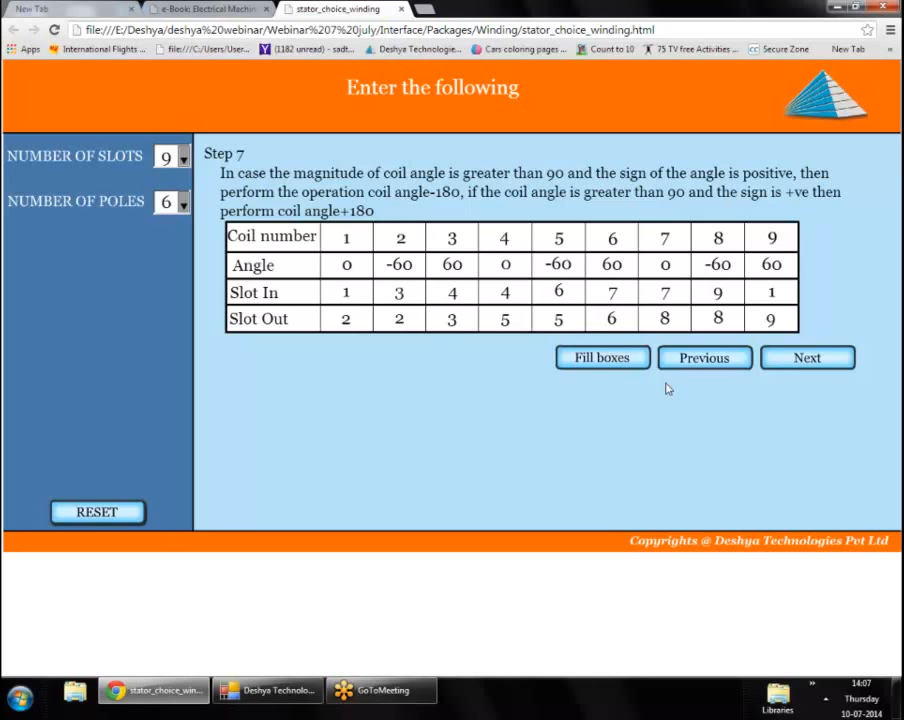 New Tab
e-Book: Electrical Machin
stator_choice_winding
file:///E:/Deshya/deshya%20webinar/Webinar%207%20july/Interface/Packages/Winding/stator_choice_winding.html
Apps International Flights ... file:///C:/Users/User... (1182 unread) - sadt... Deshya Technologie... Cars coloring pages ... Count to 10 75 TV free Activities ... cc Secure Zone New Tab »
Enter the following
NUMBER OF SLOTS 9
NUMBER OF POLES 6
RESET
Step 7
In case the magnitude of coil angle is greater than 90 and the sign of the angle is positive, then
perform the operation coil angle-180, if the coil angle is greater than 90 and the sign is +ve then
perform coil angle+180
Coil number 1 2 3 4 5 6 7 8 9
Angle 0 -60 60 0 -60 60 0 -60 60
Slot In 1 3 4 4 6 7 7 9 1
Slot Out 2 2 3 5 5 6 8 8 9
Fill boxes Previous Next
Copyrights @ Deshya Technologies Pvt Ltd
stator_choice_win... Deshya Technolo... GoToMeeting
Libraries
»
14:07
Thursday
10-07-2014